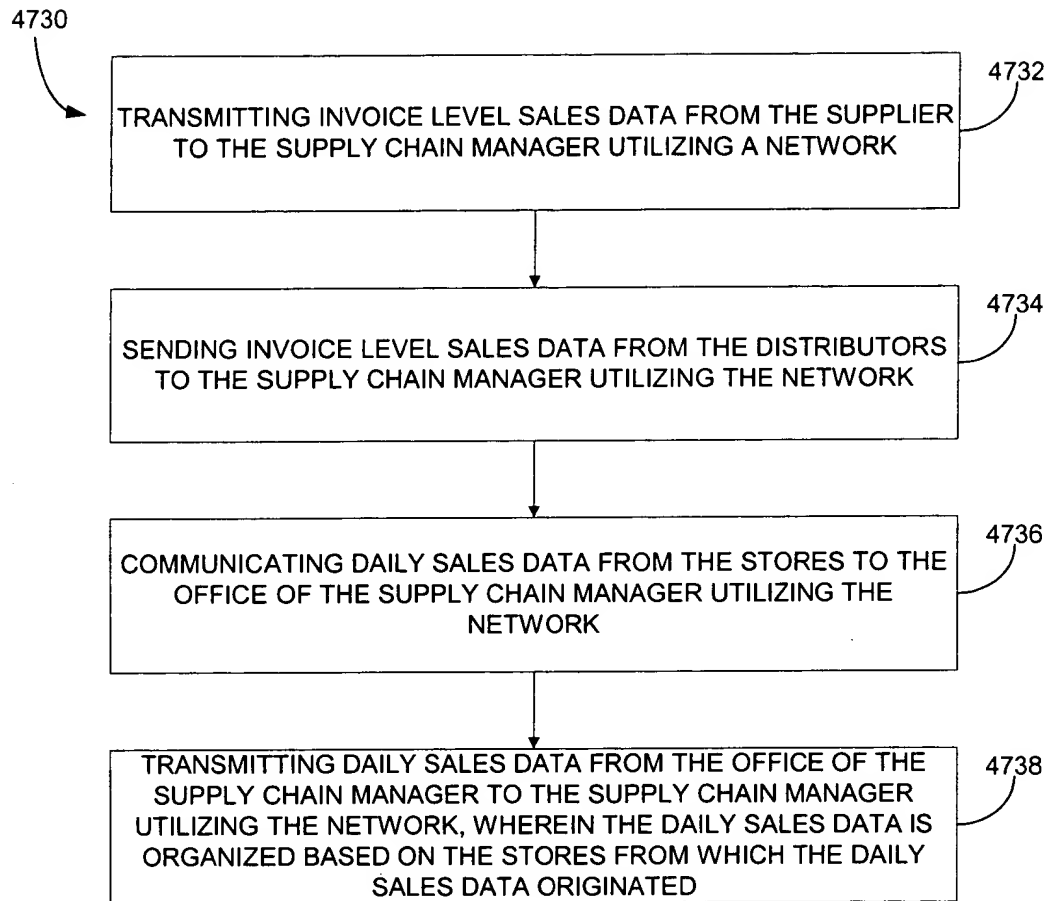 4730
4732
TRANSMITTING INVOICE LEVEL SALES DATA FROM THE SUPPLIER
TO THE SUPPLY CHAIN MANAGER UTILIZING A NETWORK
4734
SENDING INVOICE LEVEL SALES DATA FROM THE DISTRIBUTORS
TO THE SUPPLY CHAIN MANAGER UTILIZING THE NETWORK
4736
COMMUNICATING DAILY SALES DATA FROM THE STORES TO THE
OFFICE OF THE SUPPLY CHAIN MANAGER UTILIZING THE
NETWORK
4738
TRANSMITTING DAILY SALES DATA FROM THE OFFICE OF THE
SUPPLY CHAIN MANAGER TO THE SUPPLY CHAIN MANAGER
UTILIZING THE NETWORK, WHEREIN THE DAILY SALES DATA IS
ORGANIZED BASED ON THE STORES FROM WHICH THE DAILY
SALES DATA ORIGINATED